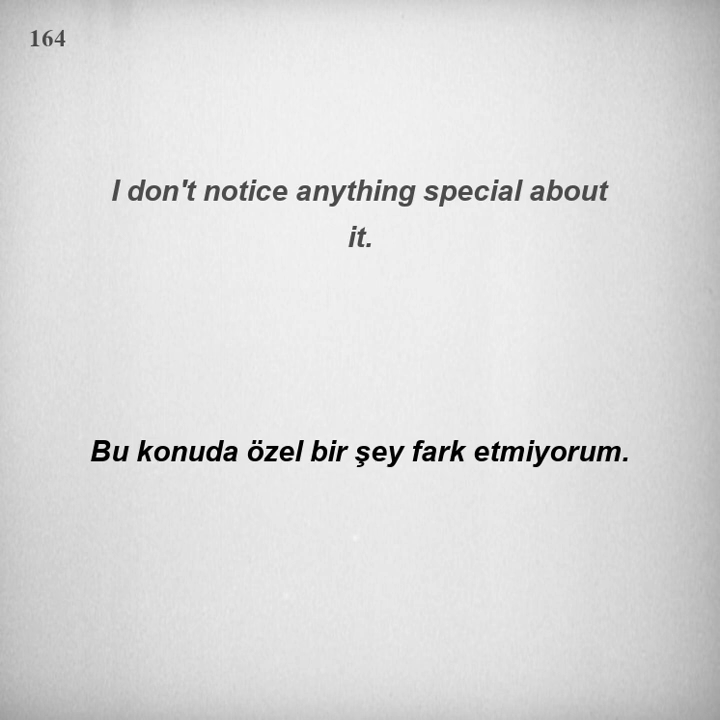 164
I don't notice anything special about
it.
Bu konuda özel bir şey fark etmiyorum.